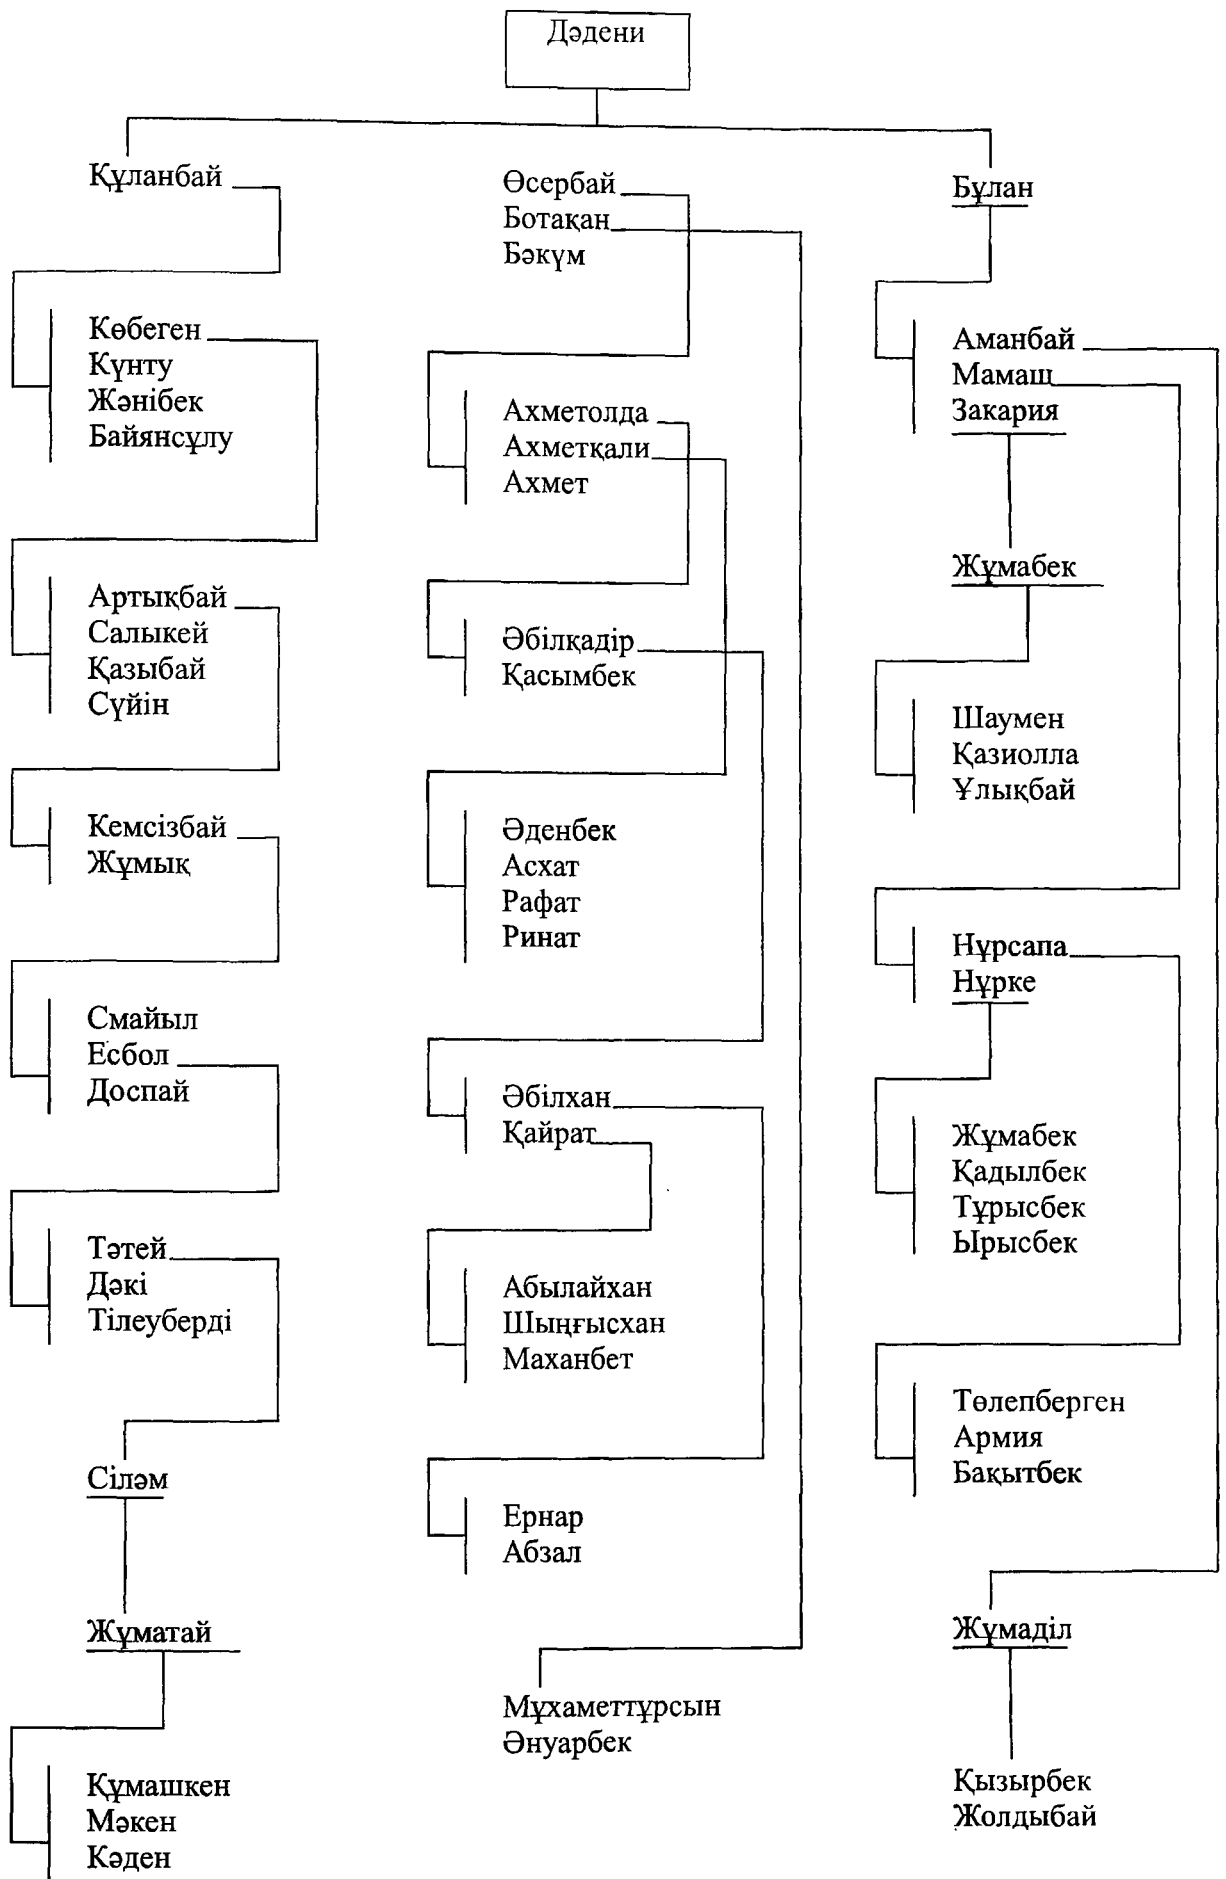 Дәдени
Құланбай
Көбеген
Күнту
Жәнібек
Байянсұлу
Артықбай
Салыкей
Қазыбай
Сүйін
Кемсізбай
Жұмық
Смайыл
Есбол
Доспай
Тәтей
Дәкі
Тілеуберді
Сіләм
Жұматай
Құмашкен
Мәкен
Кәден
Өсербай
Ботақан
Бәкүм
Ахметолда
Ахметқали
Ахмет
Әбілқадір
Қасымбек
Әденбек
Асхат
Рафат
Ринат
Әбілхан
Қайрат
Абылайхан
Шыңғысхан
Маханбет
Ернар
Абзал
Мұхаметтұрсын
Әнуарбек
Бұлан
Аманбай
Мамаш
Закария
Жұмабек
Шаумен
Қазиолла
Ұлықбай
Нұрсапа
Нұрке
Жұмабек
Қадылбек
Тұрысбек
Ырысбек
Төлепберген
Армия
Бақытбек
Жұмаділ
Қызырбек
Жолдыбай